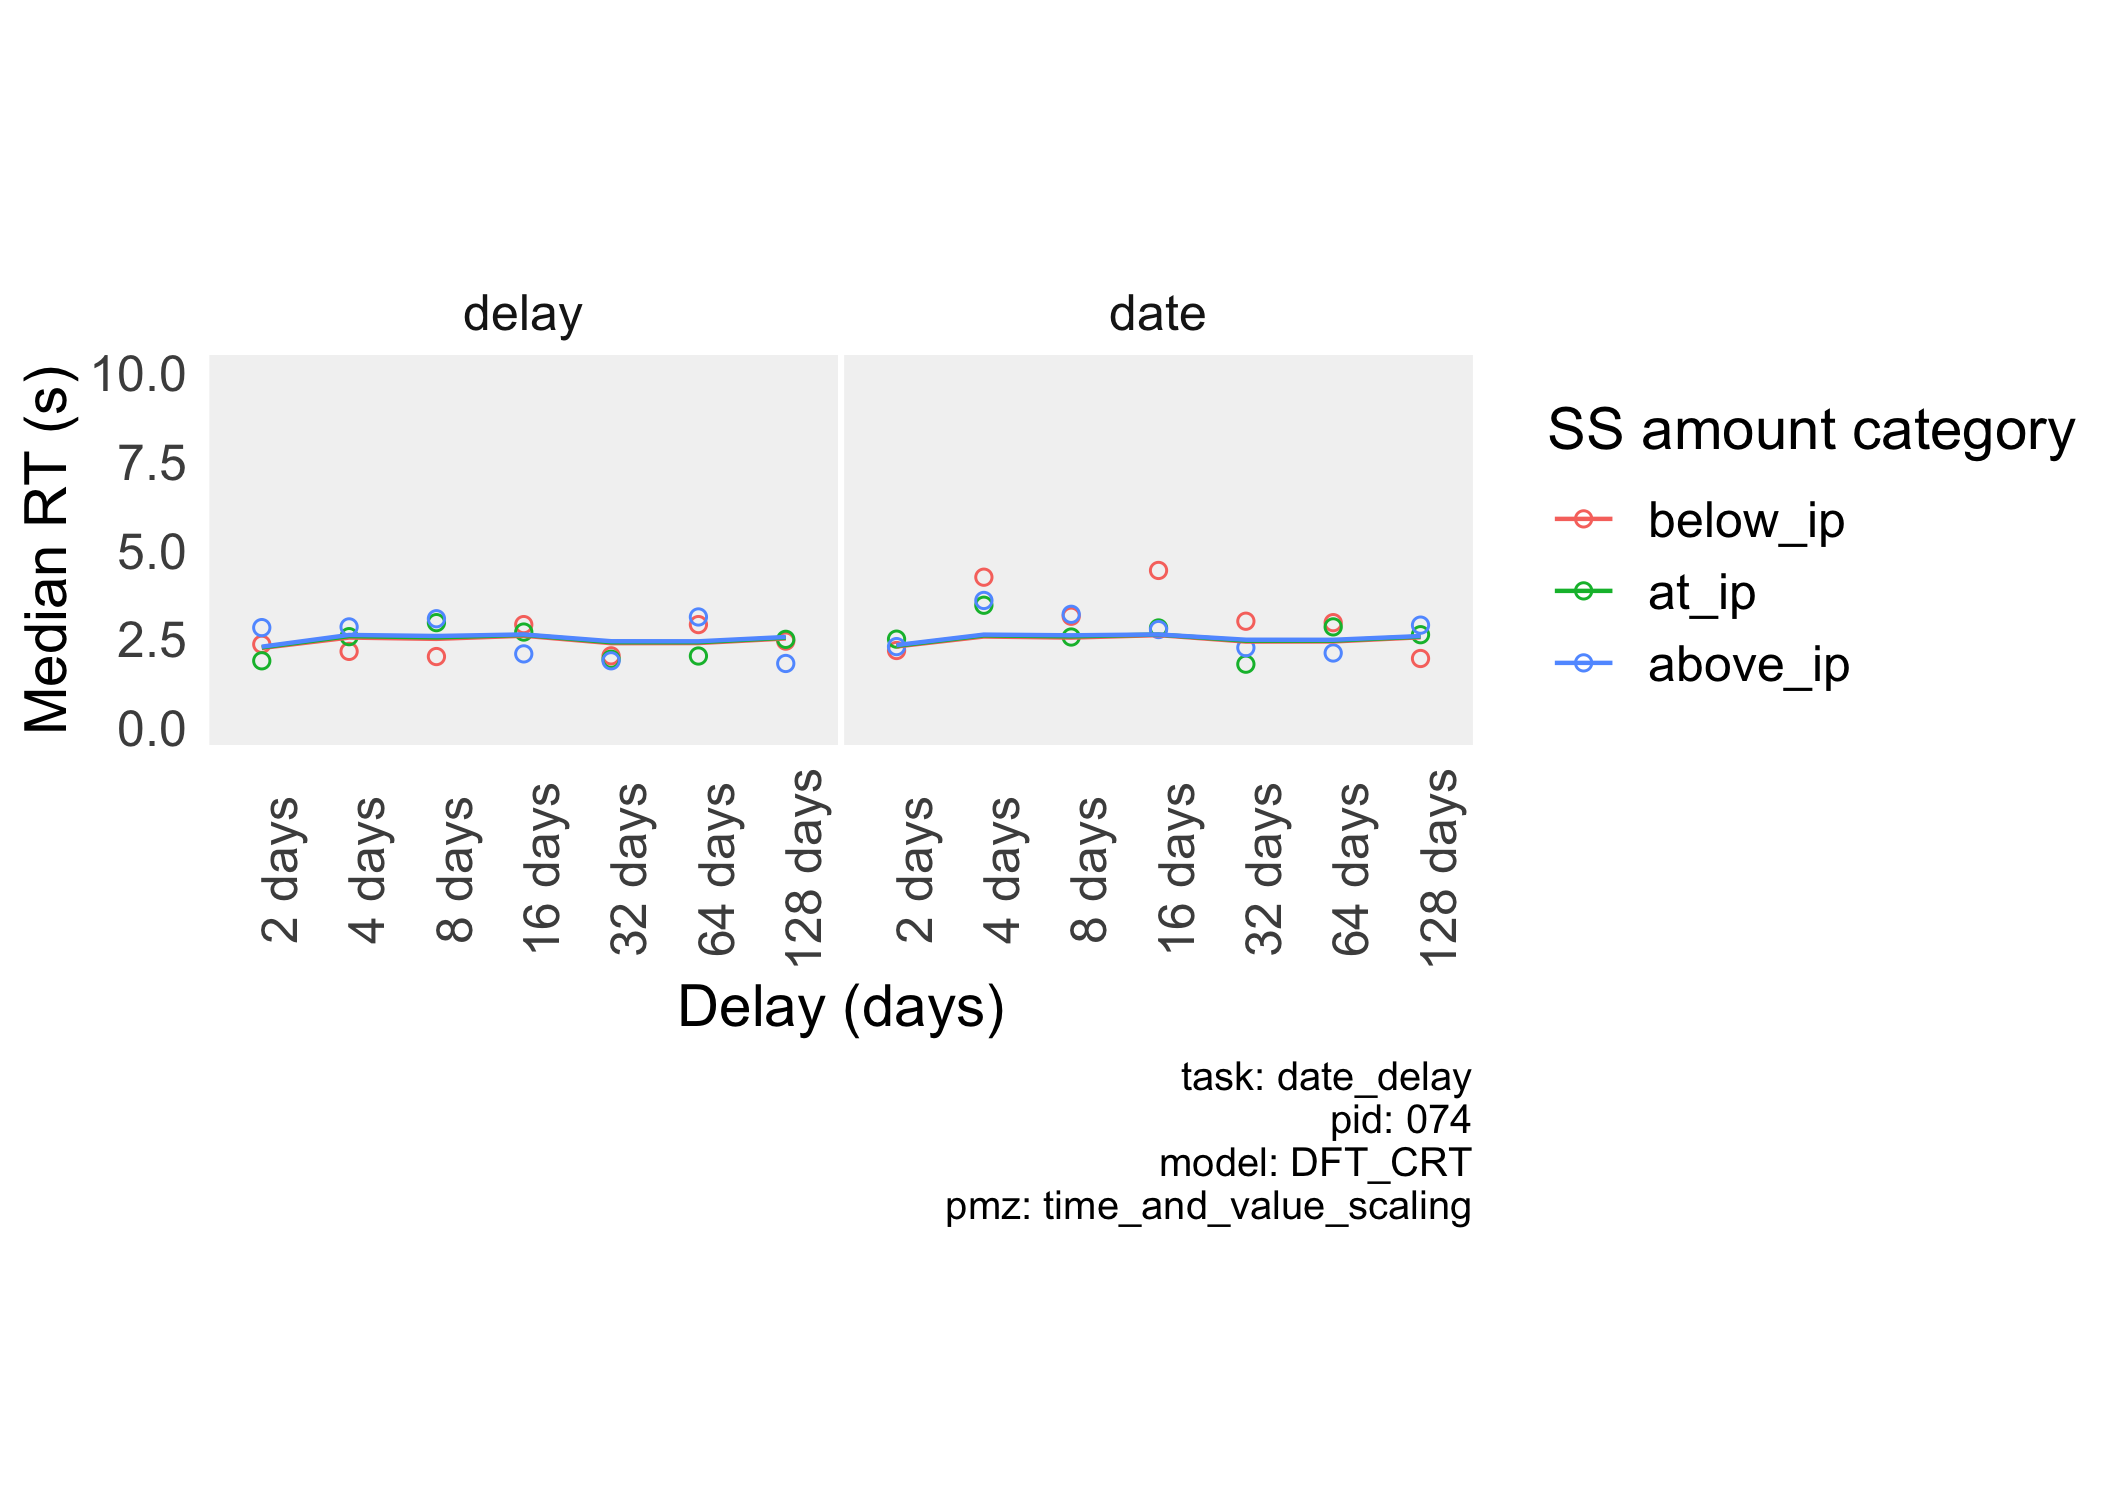 delay
date
Median RT (s)
10.0
7.5
5.0
2.5
0.0
2 days
4 days
8 days
16 days
32 days
64 days
128 days
2 days
4 days
8 days
16 days
32 days
64 days
128 days
Delay (days)
SS amount category
below_ip
at_ip
above_ip
task: date_delay
pid: 074
model: DFT_CRT
pmz: time_and_value_scaling